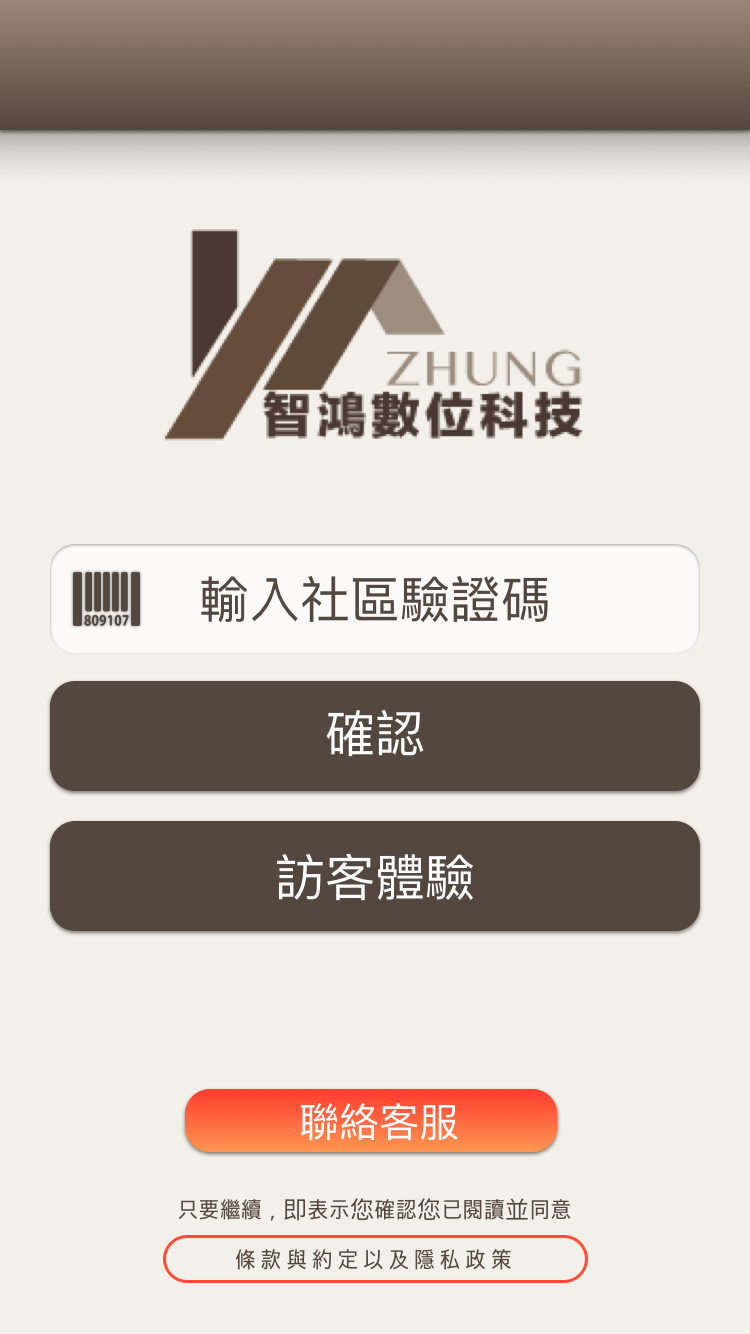 ZHUNG
智鴻數位科技
809107
輸入社區驗證碼
確認
訪客體驗
聯絡客服
只要繼續，即表示您確認您已閱讀並同意
條款與約定以及隱私政策